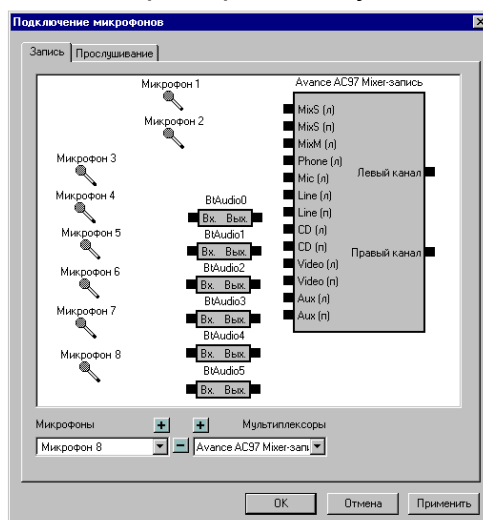 Подключение микрофонов
Запись Прослушивание
Микрофон 1
Микрофон 2
Микрофон 3
Микрофон 4
Микрофон 5
Микрофон 6
Микрофон 7
Микрофон 8
BtAudio0
Вх. Вых.
BtAudio1
Вх. Вых.
BtAudio2
Вх. Вых.
BtAudio3
Вх. Вых.
BtAudio4
Вх. Вых.
BtAudio5
Вх. Вых.
Avance AC97 Mixer-запись
MixS (л)
MixS (п)
MixM (л)
Phone (л)
Mic (л)
Line (л)
Line (п)
CD (л)
CD (п)
Video (л)
Video (п)
Aux (л)
Aux (п)
Левый канал
Правый канал
Микрофоны + + Мультиплексоры
Микрофон 8 − Avance AC97 Mixer-запи
OK Отмена Применить